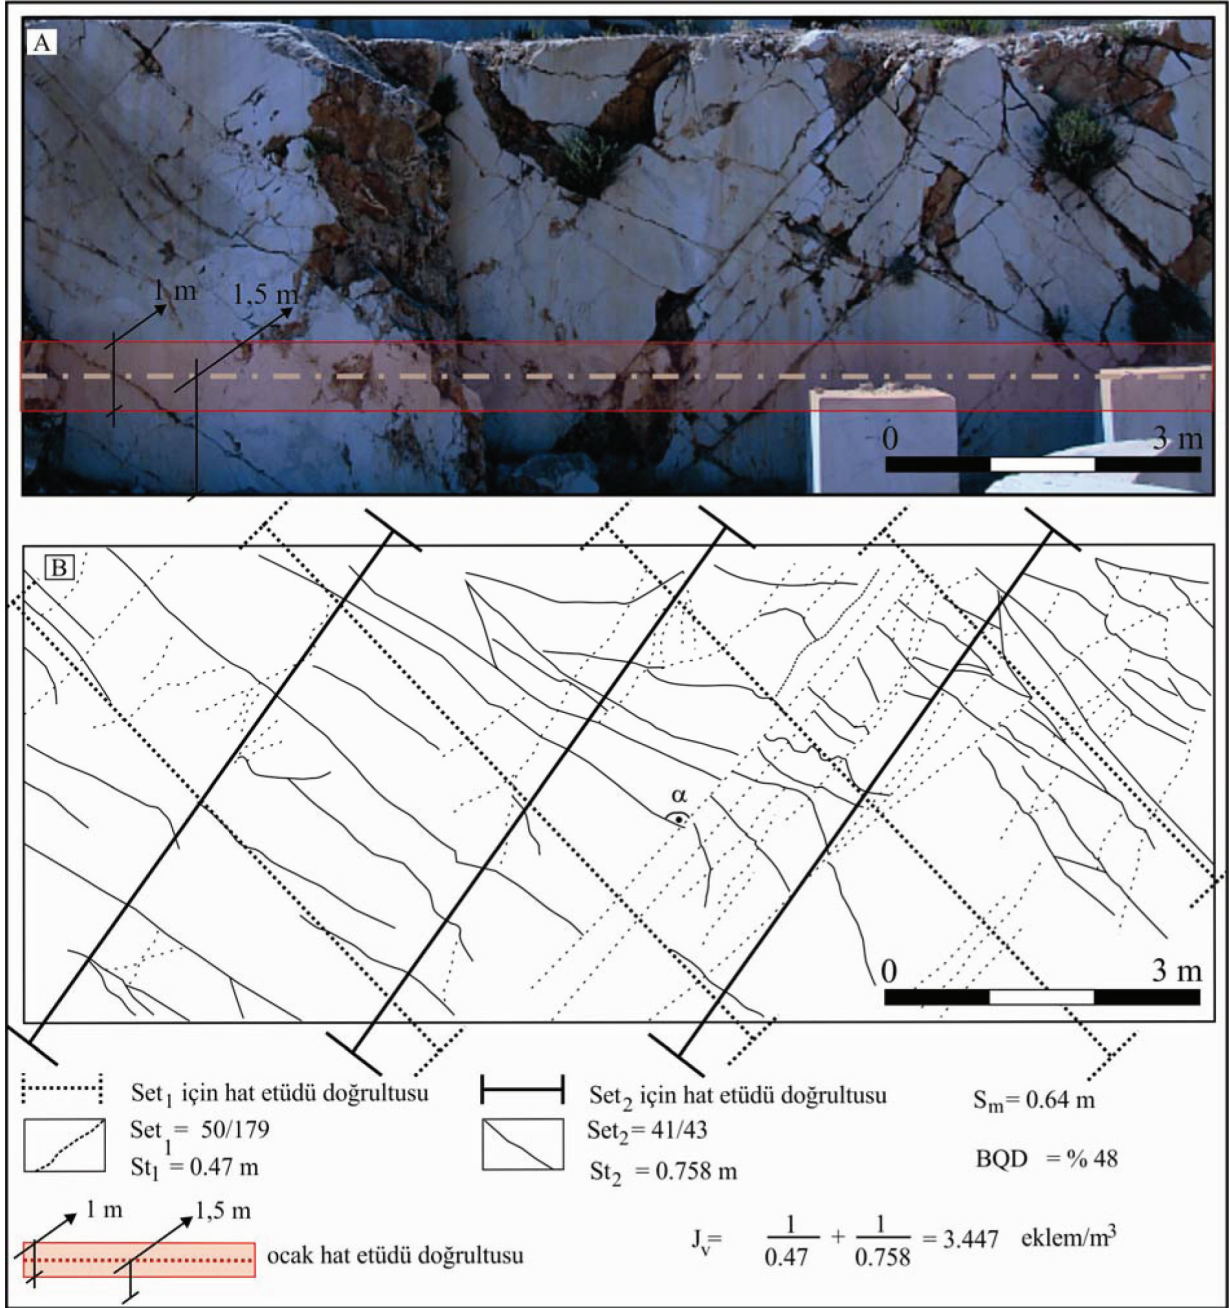 A
1 m
1,5 m
0
3 m
B
α
0
3 m
Set1 için hat etüdü doğrultusu
Set2 için hat etüdü doğrultusu
Sm= 0.64 m
Set1 = 50/179
Set2= 41/43
St1 = 0.47 m
St2 = 0.758 m
BQD = % 48
1 m
1,5 m
ocak hat etüdü doğrultusu
Jv= 1/0.47 + 1/0.758 = 3.447 eklem/m³